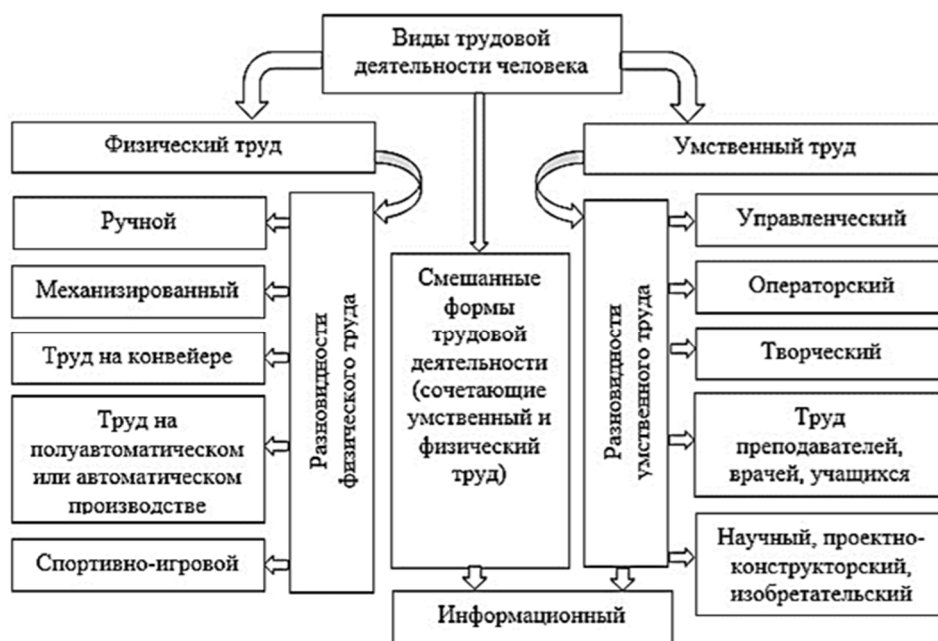 Виды трудовой
деятельности человека
Физический труд
Умственный труд
Ручной
Механизированный
Труд на конвейере
Труд на
полуавтоматическом
или автоматическом
производстве
Спортивно-игровой
Разновидности
физического труда
Смешанные
формы
трудовой
деятельности
(сочетающие
умственный и
физический
труд)
Разновидности
умственного труда
Управленческий
Операторский
Творческий
Труд
преподавателей,
врачей, учащихся
Научный, проектно-
конструкторский,
изобретательский
Информационный